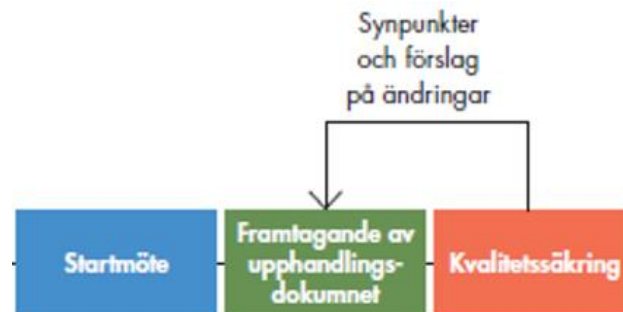 Synpunkter
och förslag
på ändringar
Startmöte
Framtagande av
upphandlings-
dokumnet
Kvalitetssäkring